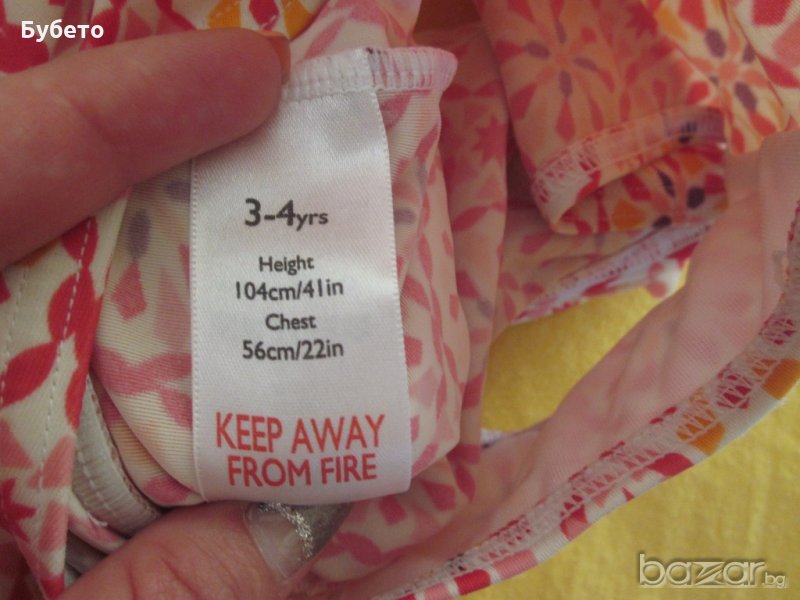 Бубето
3-4yrs
Height
104cm/41in
Chest
56cm/22in
KEEP AWAY
FROM FIRE
bazar.bg